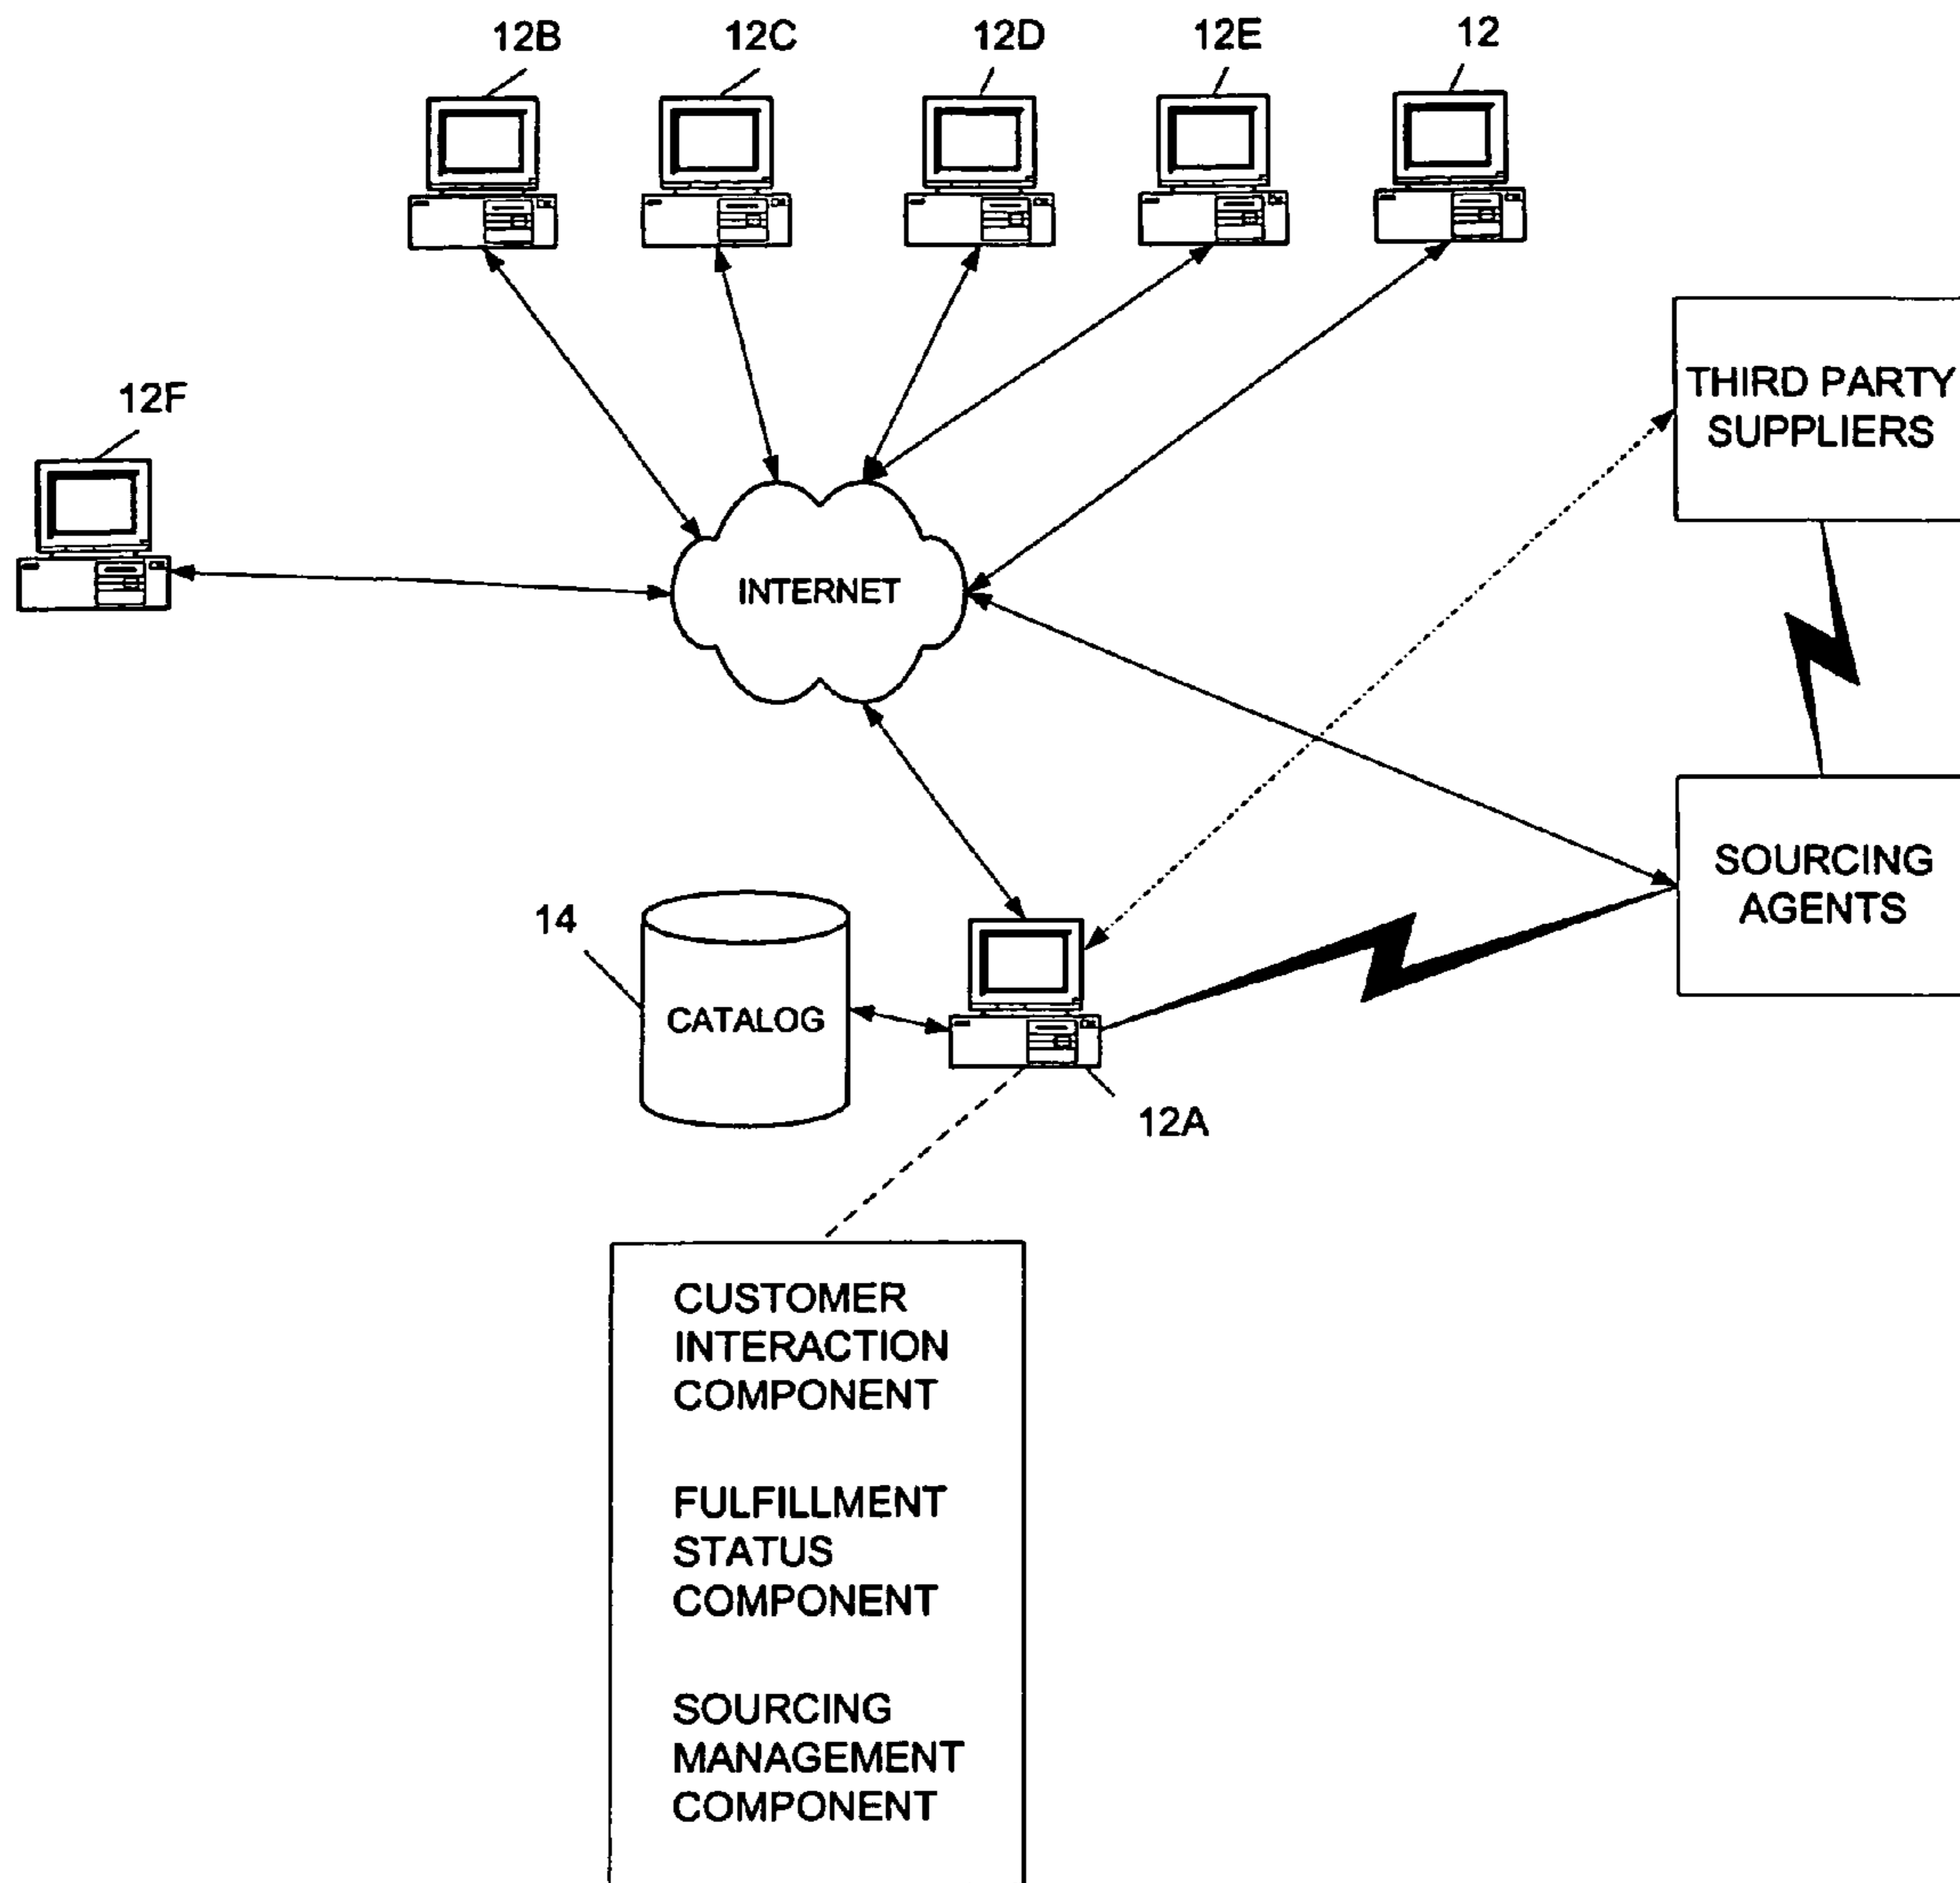 12B
12C
12D
12E
12
THIRD PARTY
SUPPLIERS
12F
INTERNET
SOURCING
AGENTS
14
CATALOG
12A
CUSTOMER
INTERACTION
COMPONENT
FULFILLMENT
STATUS
COMPONENT
SOURCING
MANAGEMENT
COMPONENT